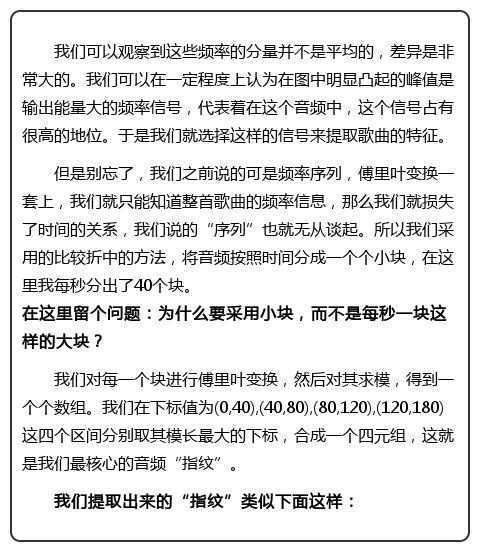 我们可以观察到这些频率的分量并不是平均的，差异是非
常大的。我们可以在一定程度上认为在图中明显凸起的峰值是
输出能量大的频率信号，代表着在这个音频中，这个信号占有
很高的地位。于是我们就选择这样的信号来提取歌曲的特征。
但是别忘了，我们之前说的可是频率序列，傅里叶变换一
套上，我们就只能知道整首歌曲的频率信息，那么我们就损失
了时间的关系，我们说的“序列”也就无从谈起。所以我们采
用的比较折中的方法，将音频按照时间分成一个个小块，在这
里我每秒分出了40个块。
在这里留个问题：为什么要采用小块，而不是每秒一块这
样的大块？
我们对每一个块进行傅里叶变换，然后对其求模，得到一
个个数组。我们在下标值为(0,40),(40,80),(80,120),(120,180)
这四个区间分别取其模长最大的下标，合成一个四元组，这就
是我们最核心的音频“指纹”。
我们提取出来的“指纹”类似下面这样：